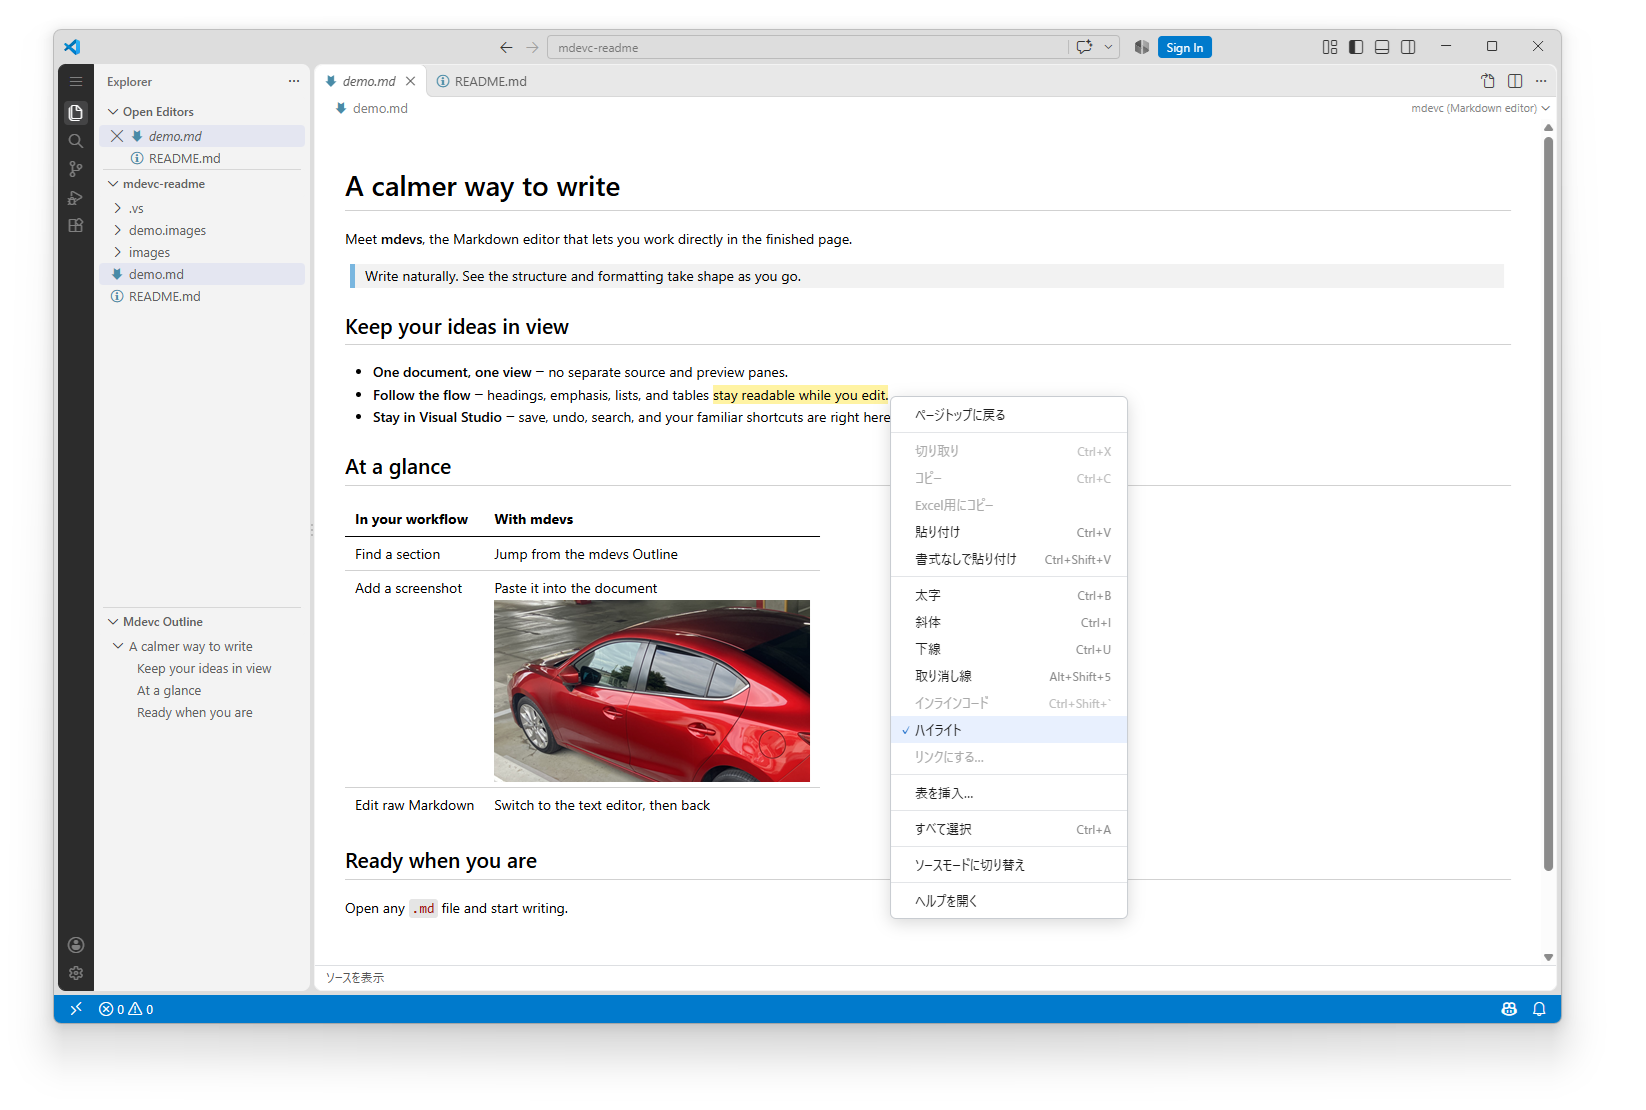 mdevc-readme
Sign In
Explorer
Open Editors
demo.md
README.md
mdevc-readme
.vs
demo.images
images
demo.md
README.md
Mdevc Outline
A calmer way to write
Keep your ideas in view
At a glance
Ready when you are
demo.md
README.md
demo.md
mdevc (Markdown editor)
A calmer way to write
Meet mdevs, the Markdown editor that lets you work directly in the finished page.
Write naturally. See the structure and formatting take shape as you go.
Keep your ideas in view
• One document, one view – no separate source and preview panes.
• Follow the flow – headings, emphasis, lists, and tables stay readable while you edit.
• Stay in Visual Studio – save, undo, search, and your familiar shortcuts are right here
At a glance
In your workflow With mdevs
Find a section Jump from the mdevs Outline
Add a screenshot Paste it into the document
Edit raw Markdown Switch to the text editor, then back
Ready when you are
Open any .md file and start writing.
ページトップに戻る
切り取り Ctrl+X
コピー Ctrl+C
Excel用にコピー
貼り付け Ctrl+V
書式なしで貼り付け Ctrl+Shift+V
太字 Ctrl+B
斜体 Ctrl+I
下線 Ctrl+U
取り消し線 Alt+Shift+5
インラインコード Ctrl+Shift+`
✓ ハイライト
リンクにする...
表を挿入...
すべて選択 Ctrl+A
ソースモードに切り替え
ヘルプを開く
ソースを表示
0 0